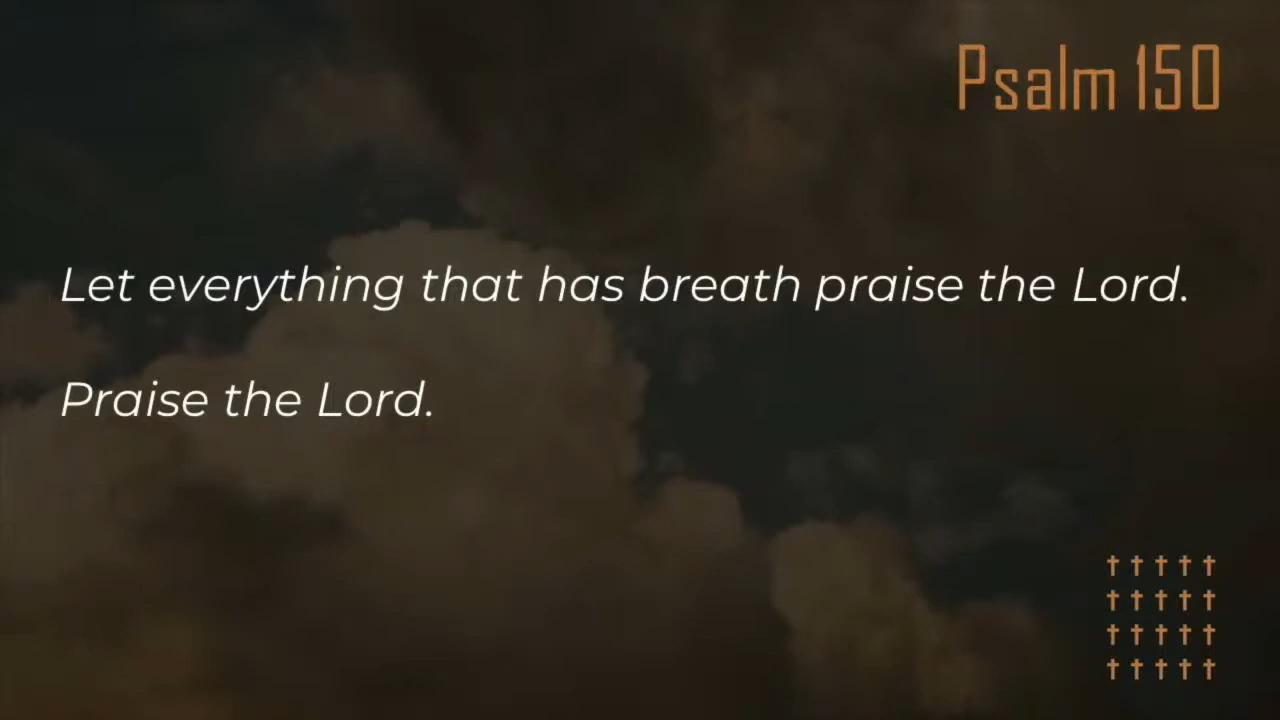 Psalm 150
Let everything that has breath praise the Lord.
Praise the Lord.